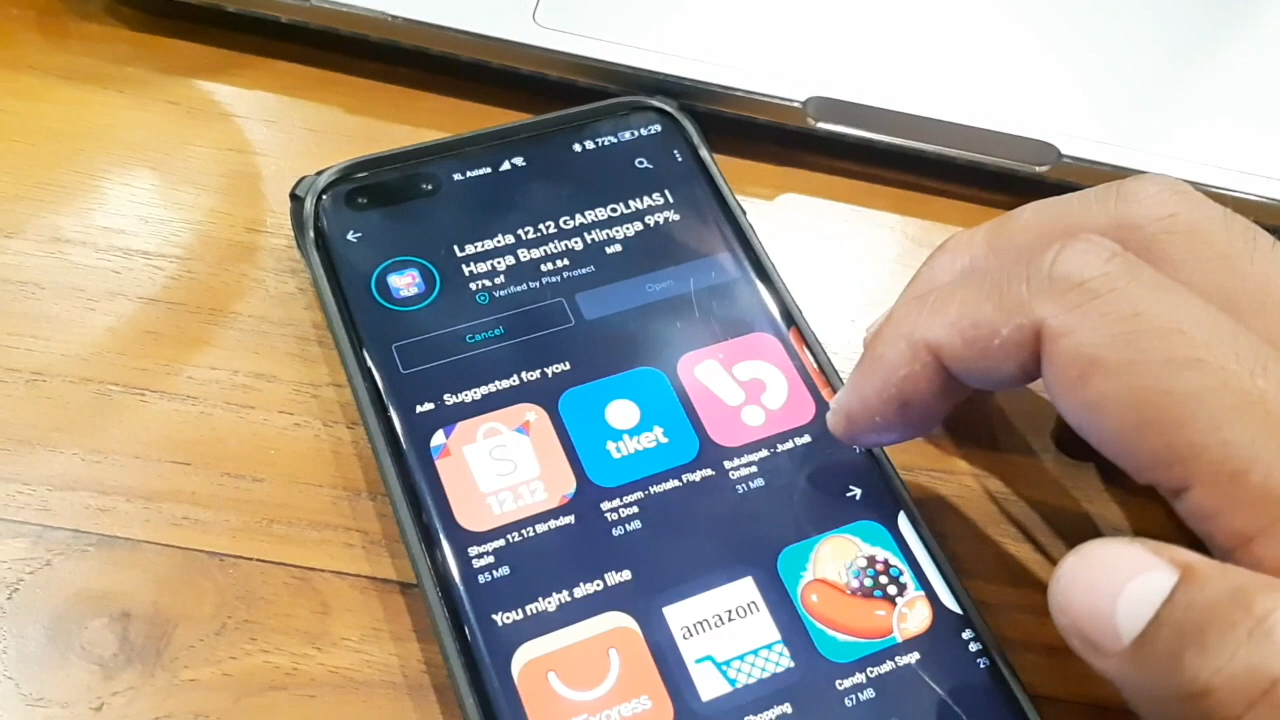 XL Axiata
72% 6:29
Lazada 12.12 GARBOLNAS |
Harga Banting Hingga 99%
97% of 68.84 MB
Verified by Play Protect
Cancel
Open
Ads · Suggested for you
S
12.12
tiket
Shopee 12.12 Birthday
Sale
85 MB
tiket.com - Hotels, Flights,
To Dos
60 MB
Bukalapak - Jual Beli
Online
31 MB
You might also like
amazon
Candy Crush Saga
67 MB
Shopping